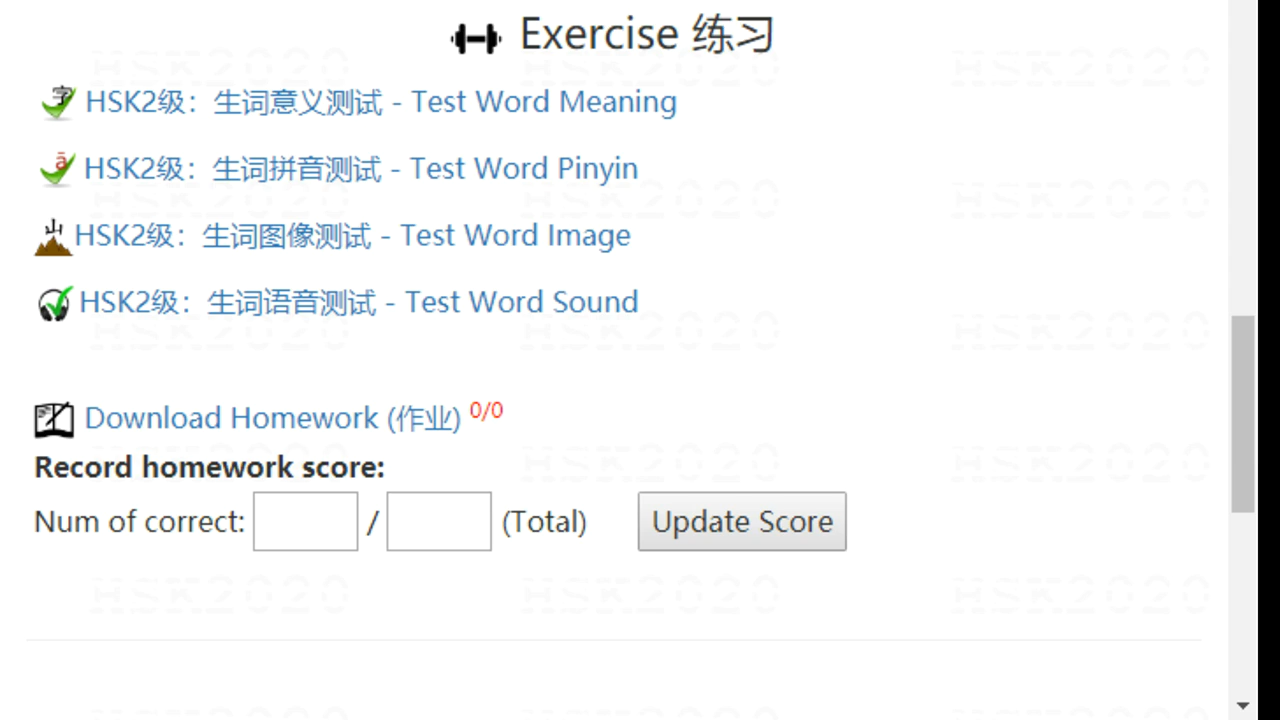 Exercise 练习
HSK2级：生词意义测试 - Test Word Meaning
HSK2级：生词拼音测试 - Test Word Pinyin
HSK2级：生词图像测试 - Test Word Image
HSK2级：生词语音测试 - Test Word Sound
Download Homework (作业) 0/0
Record homework score:
Num of correct: / (Total) Update Score